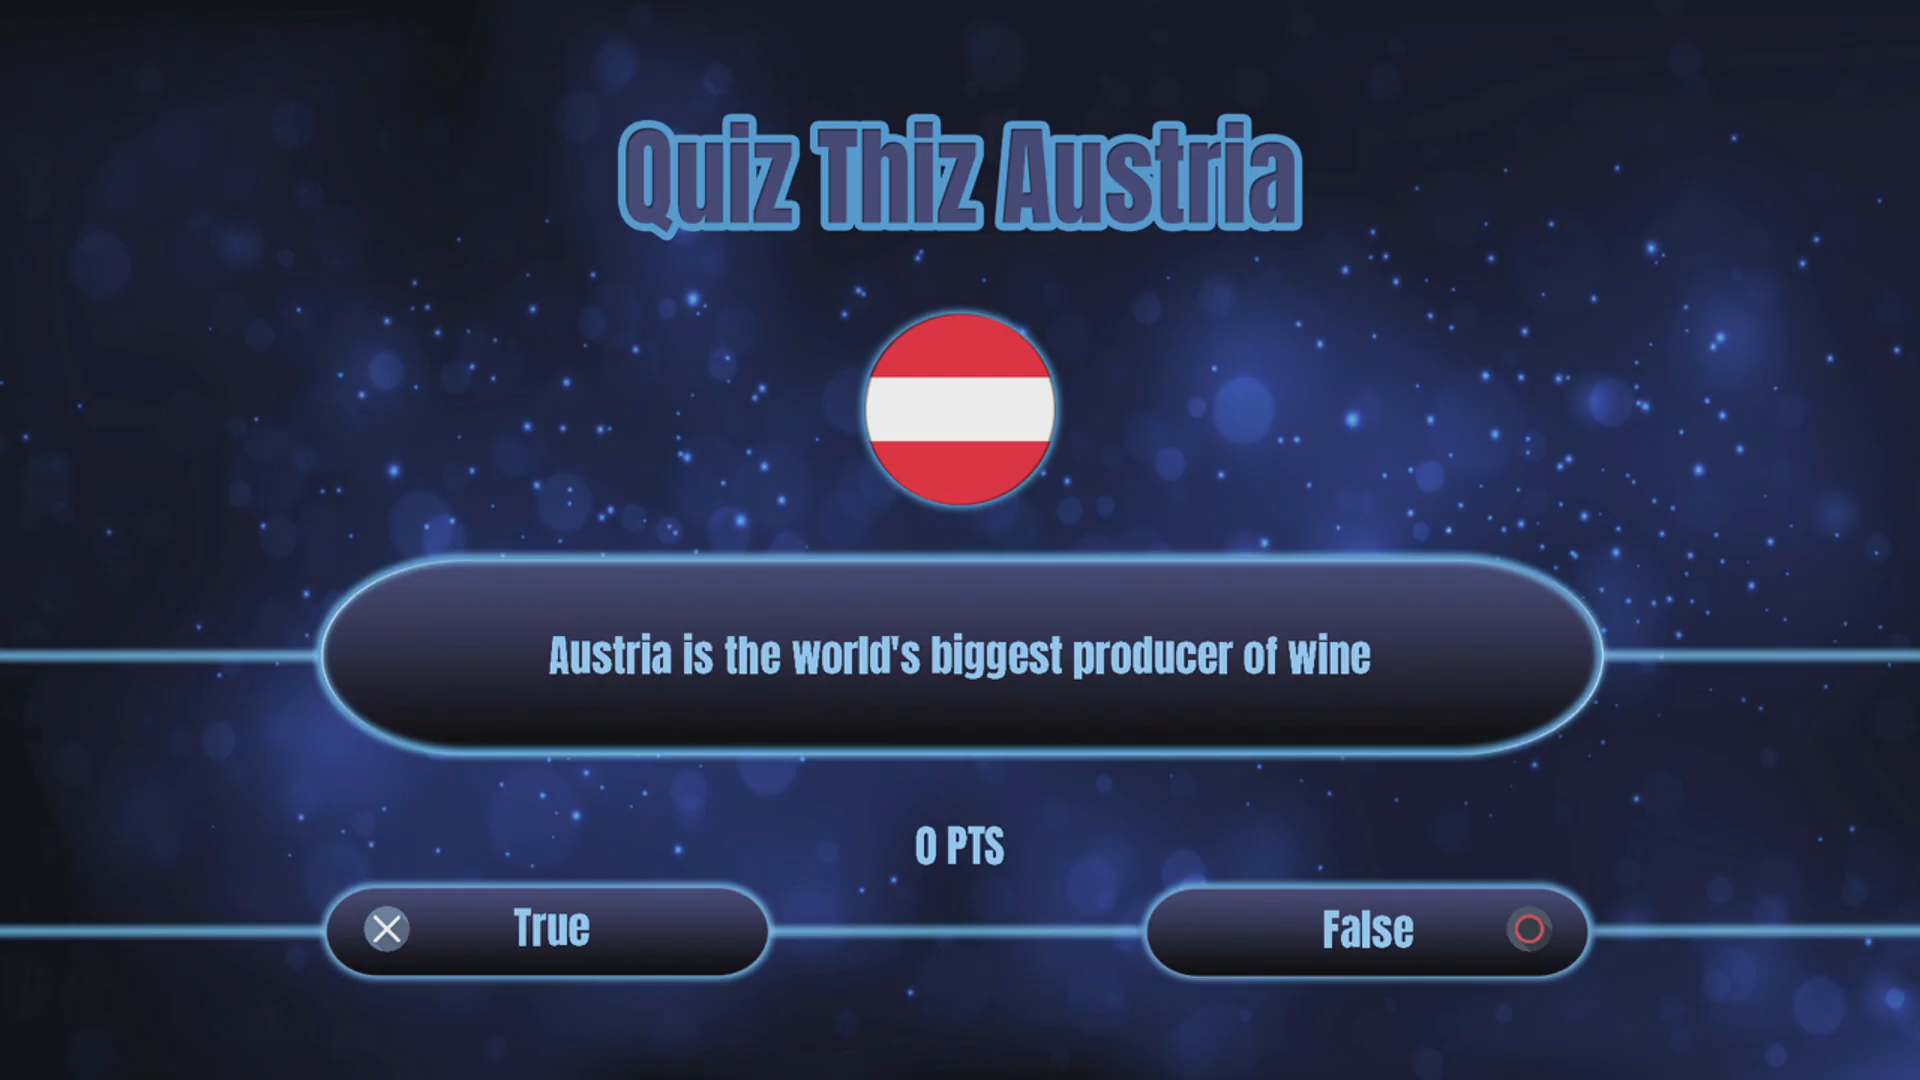 Quiz Thiz Austria
Austria is the world's biggest producer of wine
0 PTS
True
False